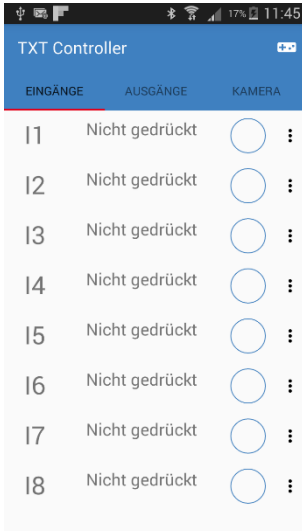 17% 11:45
TXT Controller
EINGÄNGE AUSGÄNGE KAMERA
I1 Nicht gedrückt
I2 Nicht gedrückt
I3 Nicht gedrückt
I4 Nicht gedrückt
I5 Nicht gedrückt
I6 Nicht gedrückt
I7 Nicht gedrückt
I8 Nicht gedrückt